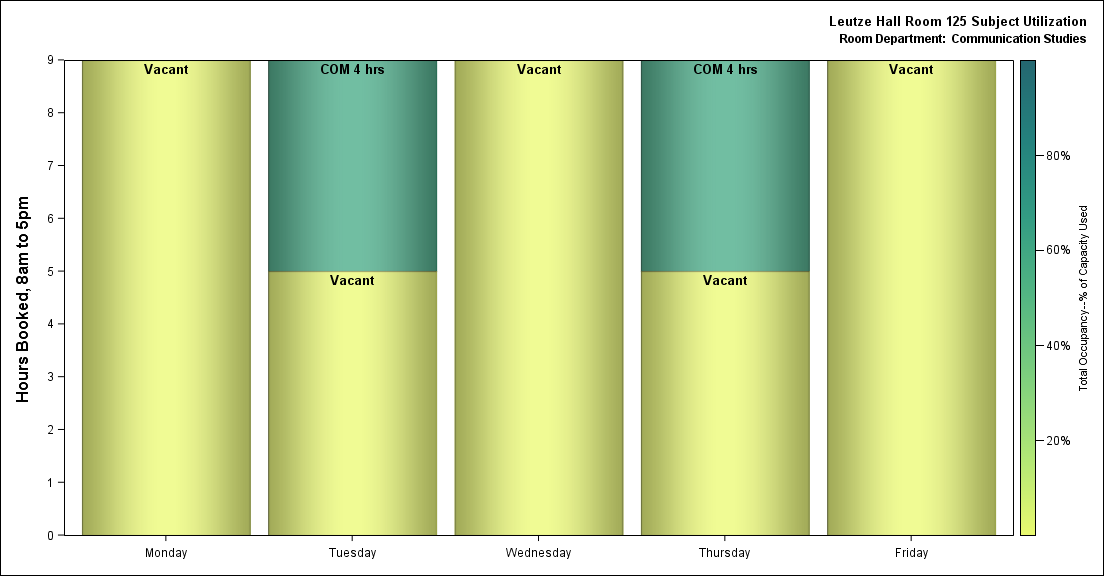 Leutze Hall Room 125 Subject Utilization
Room Department: Communication Studies
Hours Booked, 8am to 5pm
9
8
7
6
5
4
3
2
1
0
Vacant
COM 4 hrs
Vacant
COM 4 hrs
Vacant
Vacant
Vacant
Monday
Tuesday
Wednesday
Thursday
Friday
80%
60%
40%
20%
Total Occupancy--% of Capacity Used